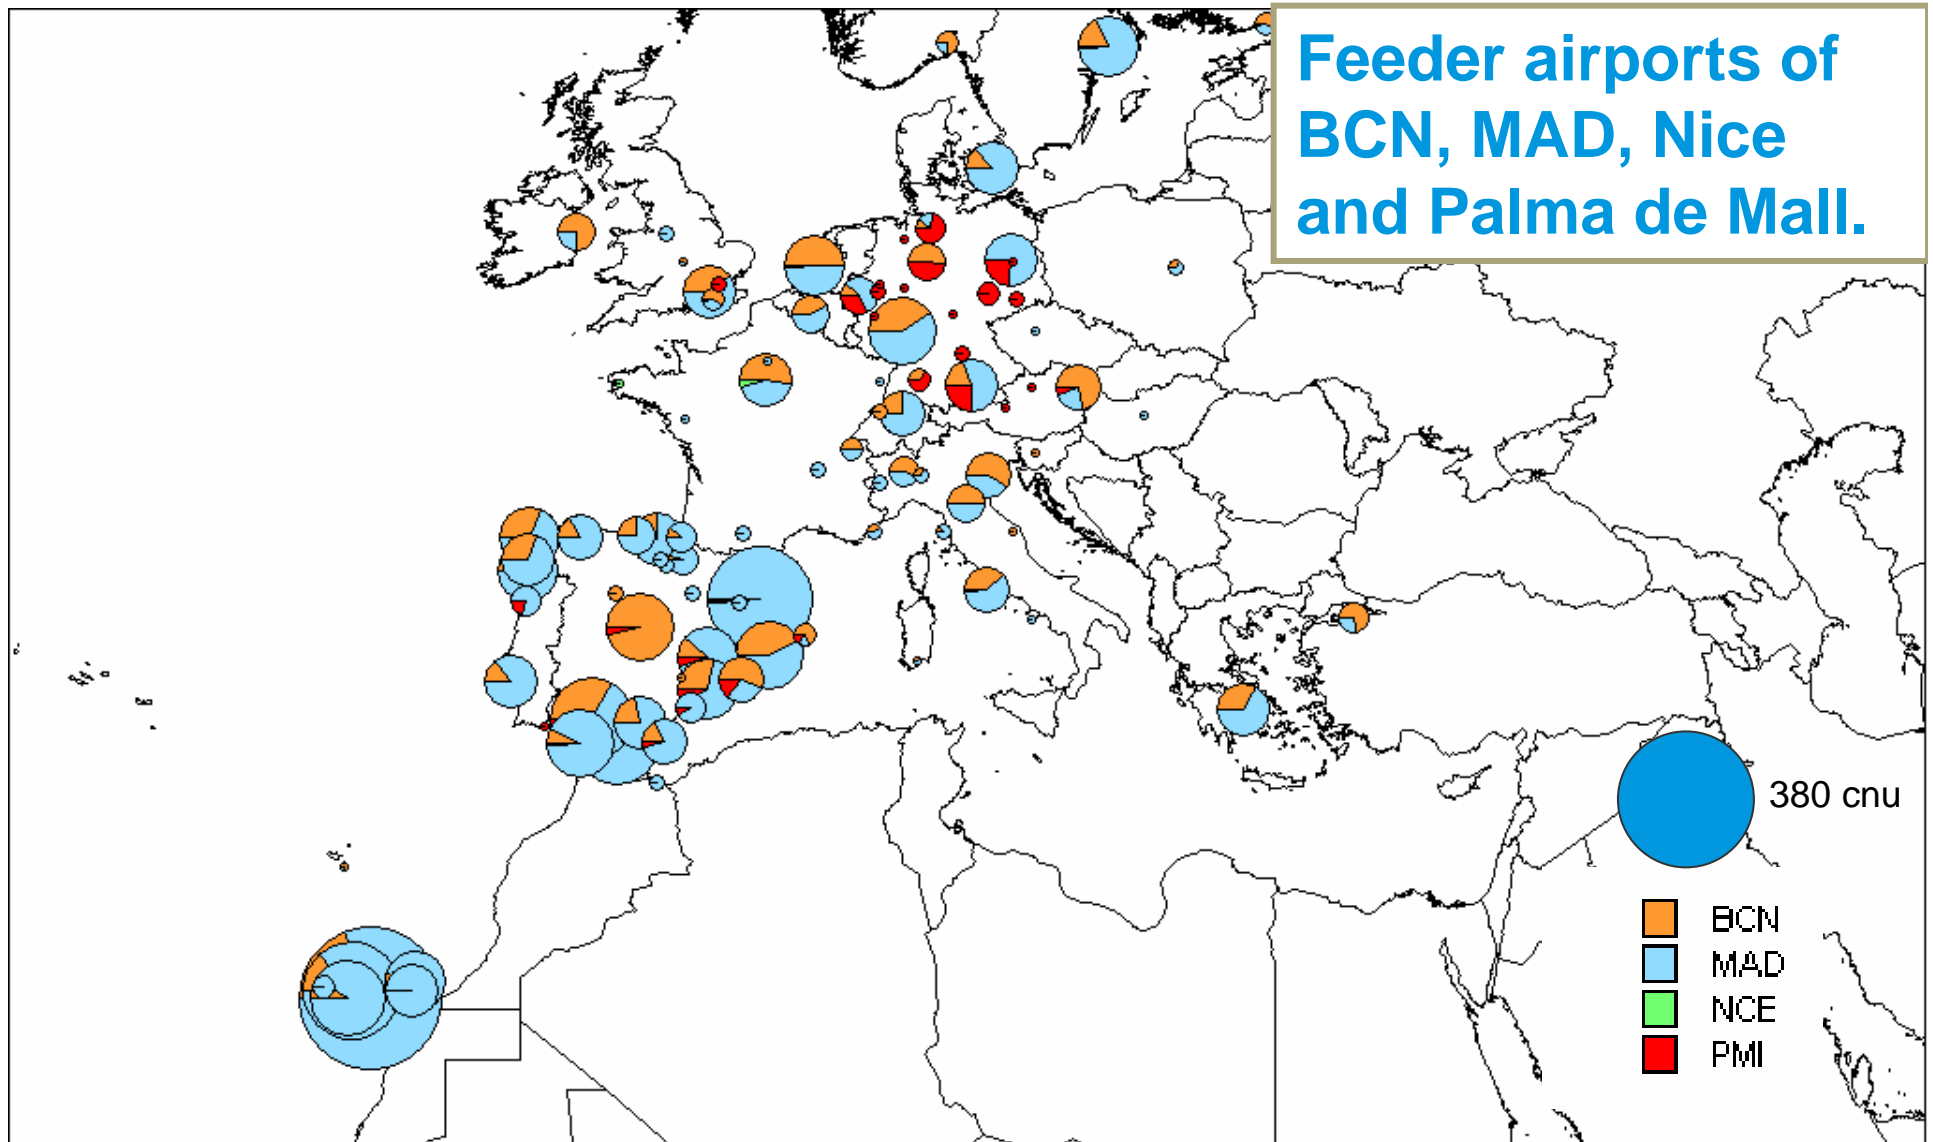 Feeder airports of
BCN, MAD, Nice
and Palma de Mall.
380 cnu
BCN
MAD
NCE
PMI